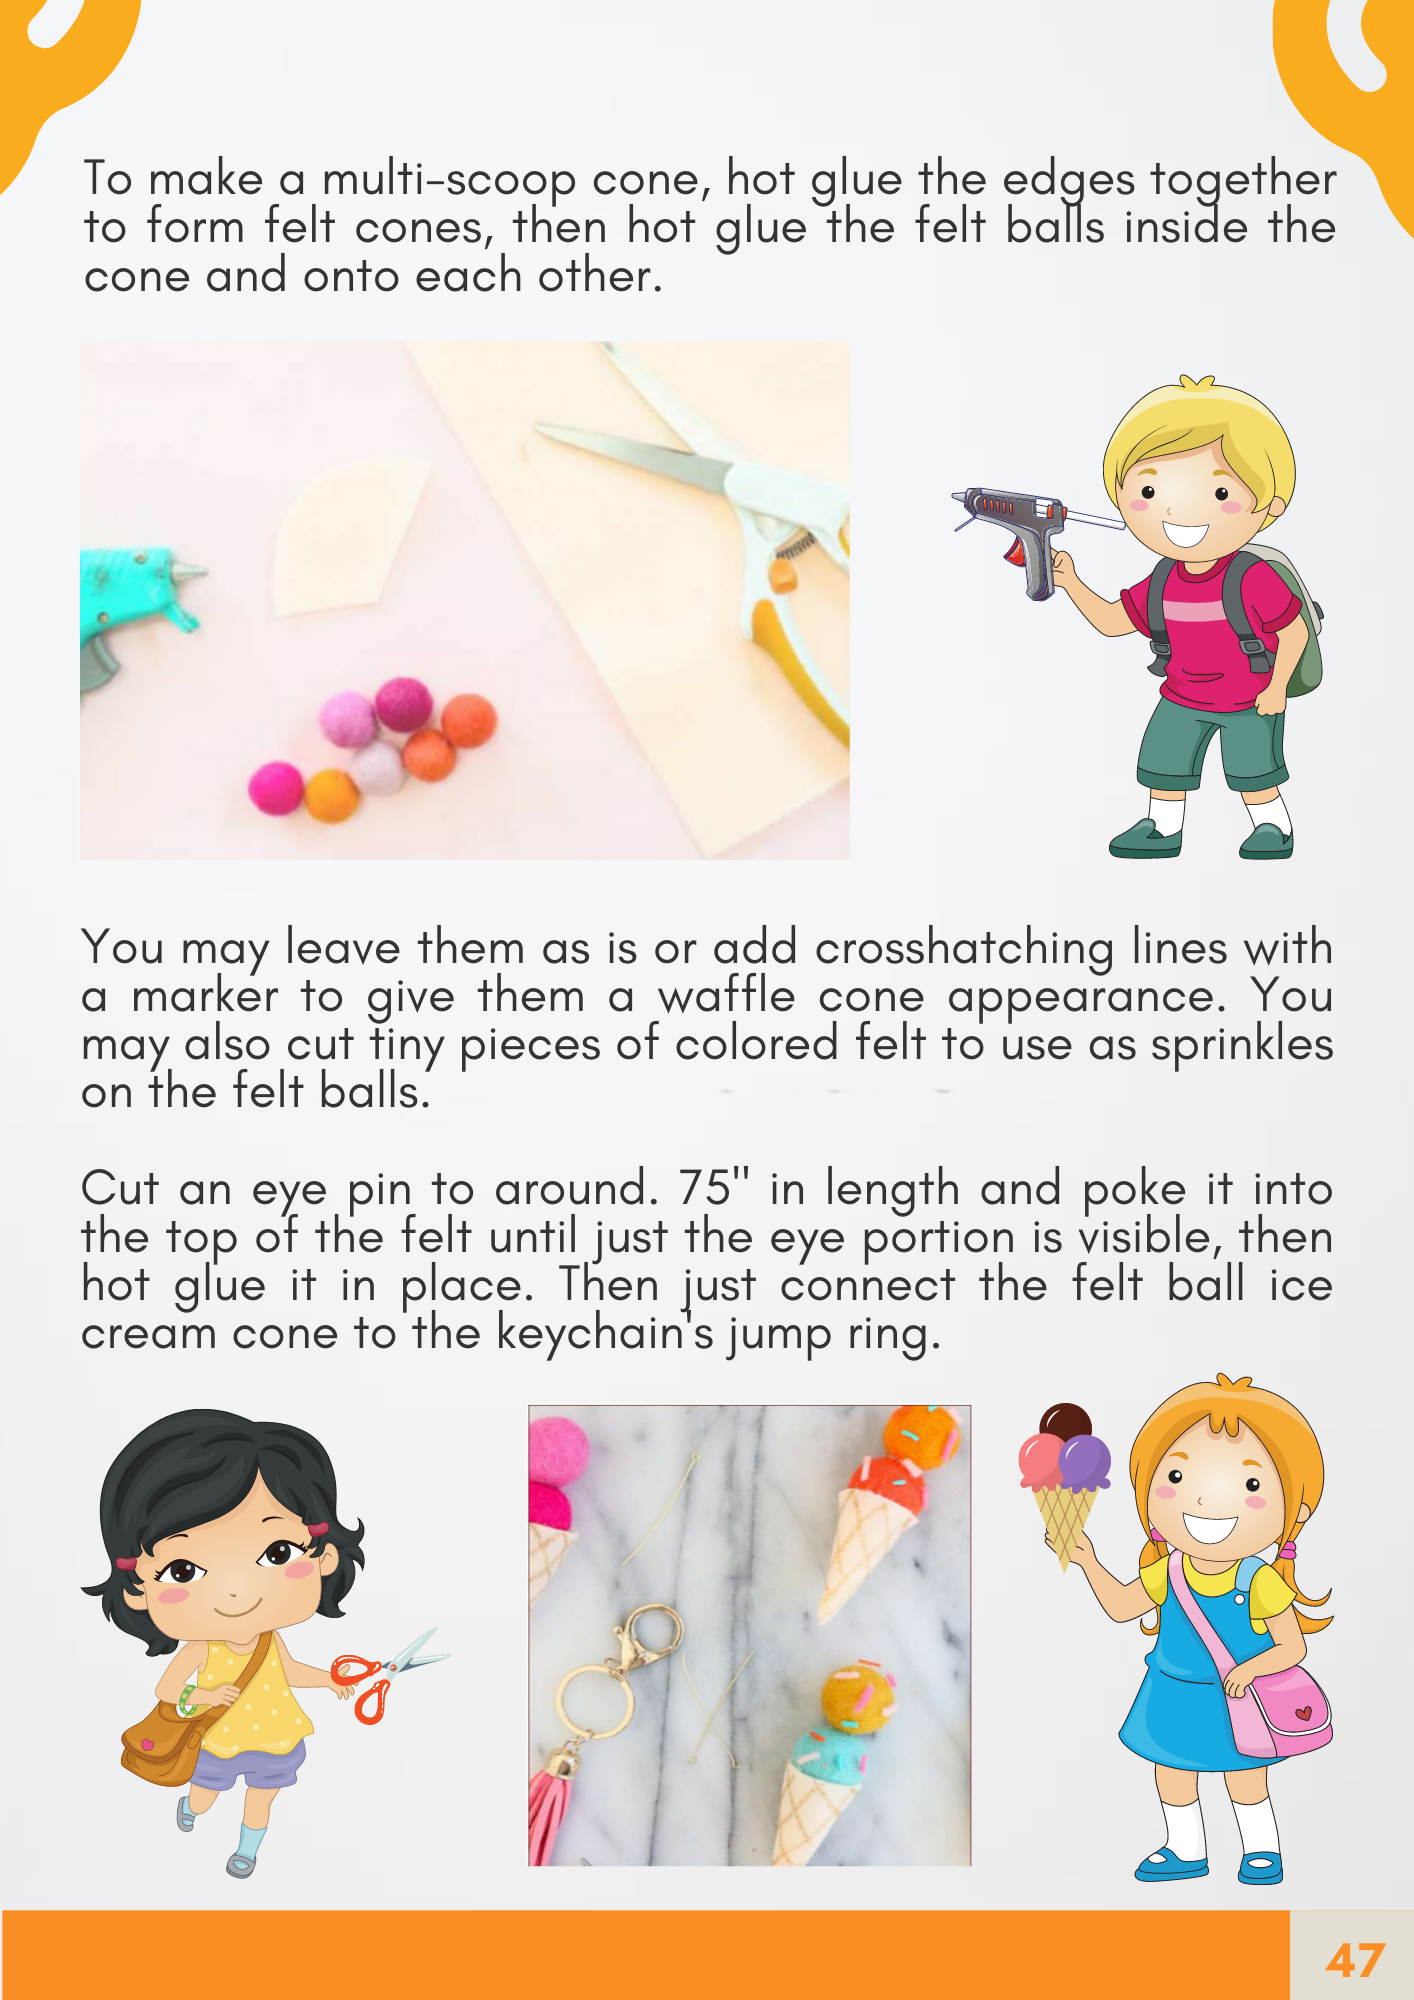 To make a multi-scoop cone, hot glue the edges together
to form felt cones, then hot glue the felt balls inside the
cone and onto each other.
You may leave them as is or add crosshatching lines with
a marker to give them a waffle cone appearance. You
may also cut tiny pieces of colored felt to use as sprinkles
on the felt balls.
Cut an eye pin to around. 75" in length and poke it into
the top of the felt until just the eye portion is visible, then
hot glue it in place. Then just connect the felt ball ice
cream cone to the keychain's jump ring.
47